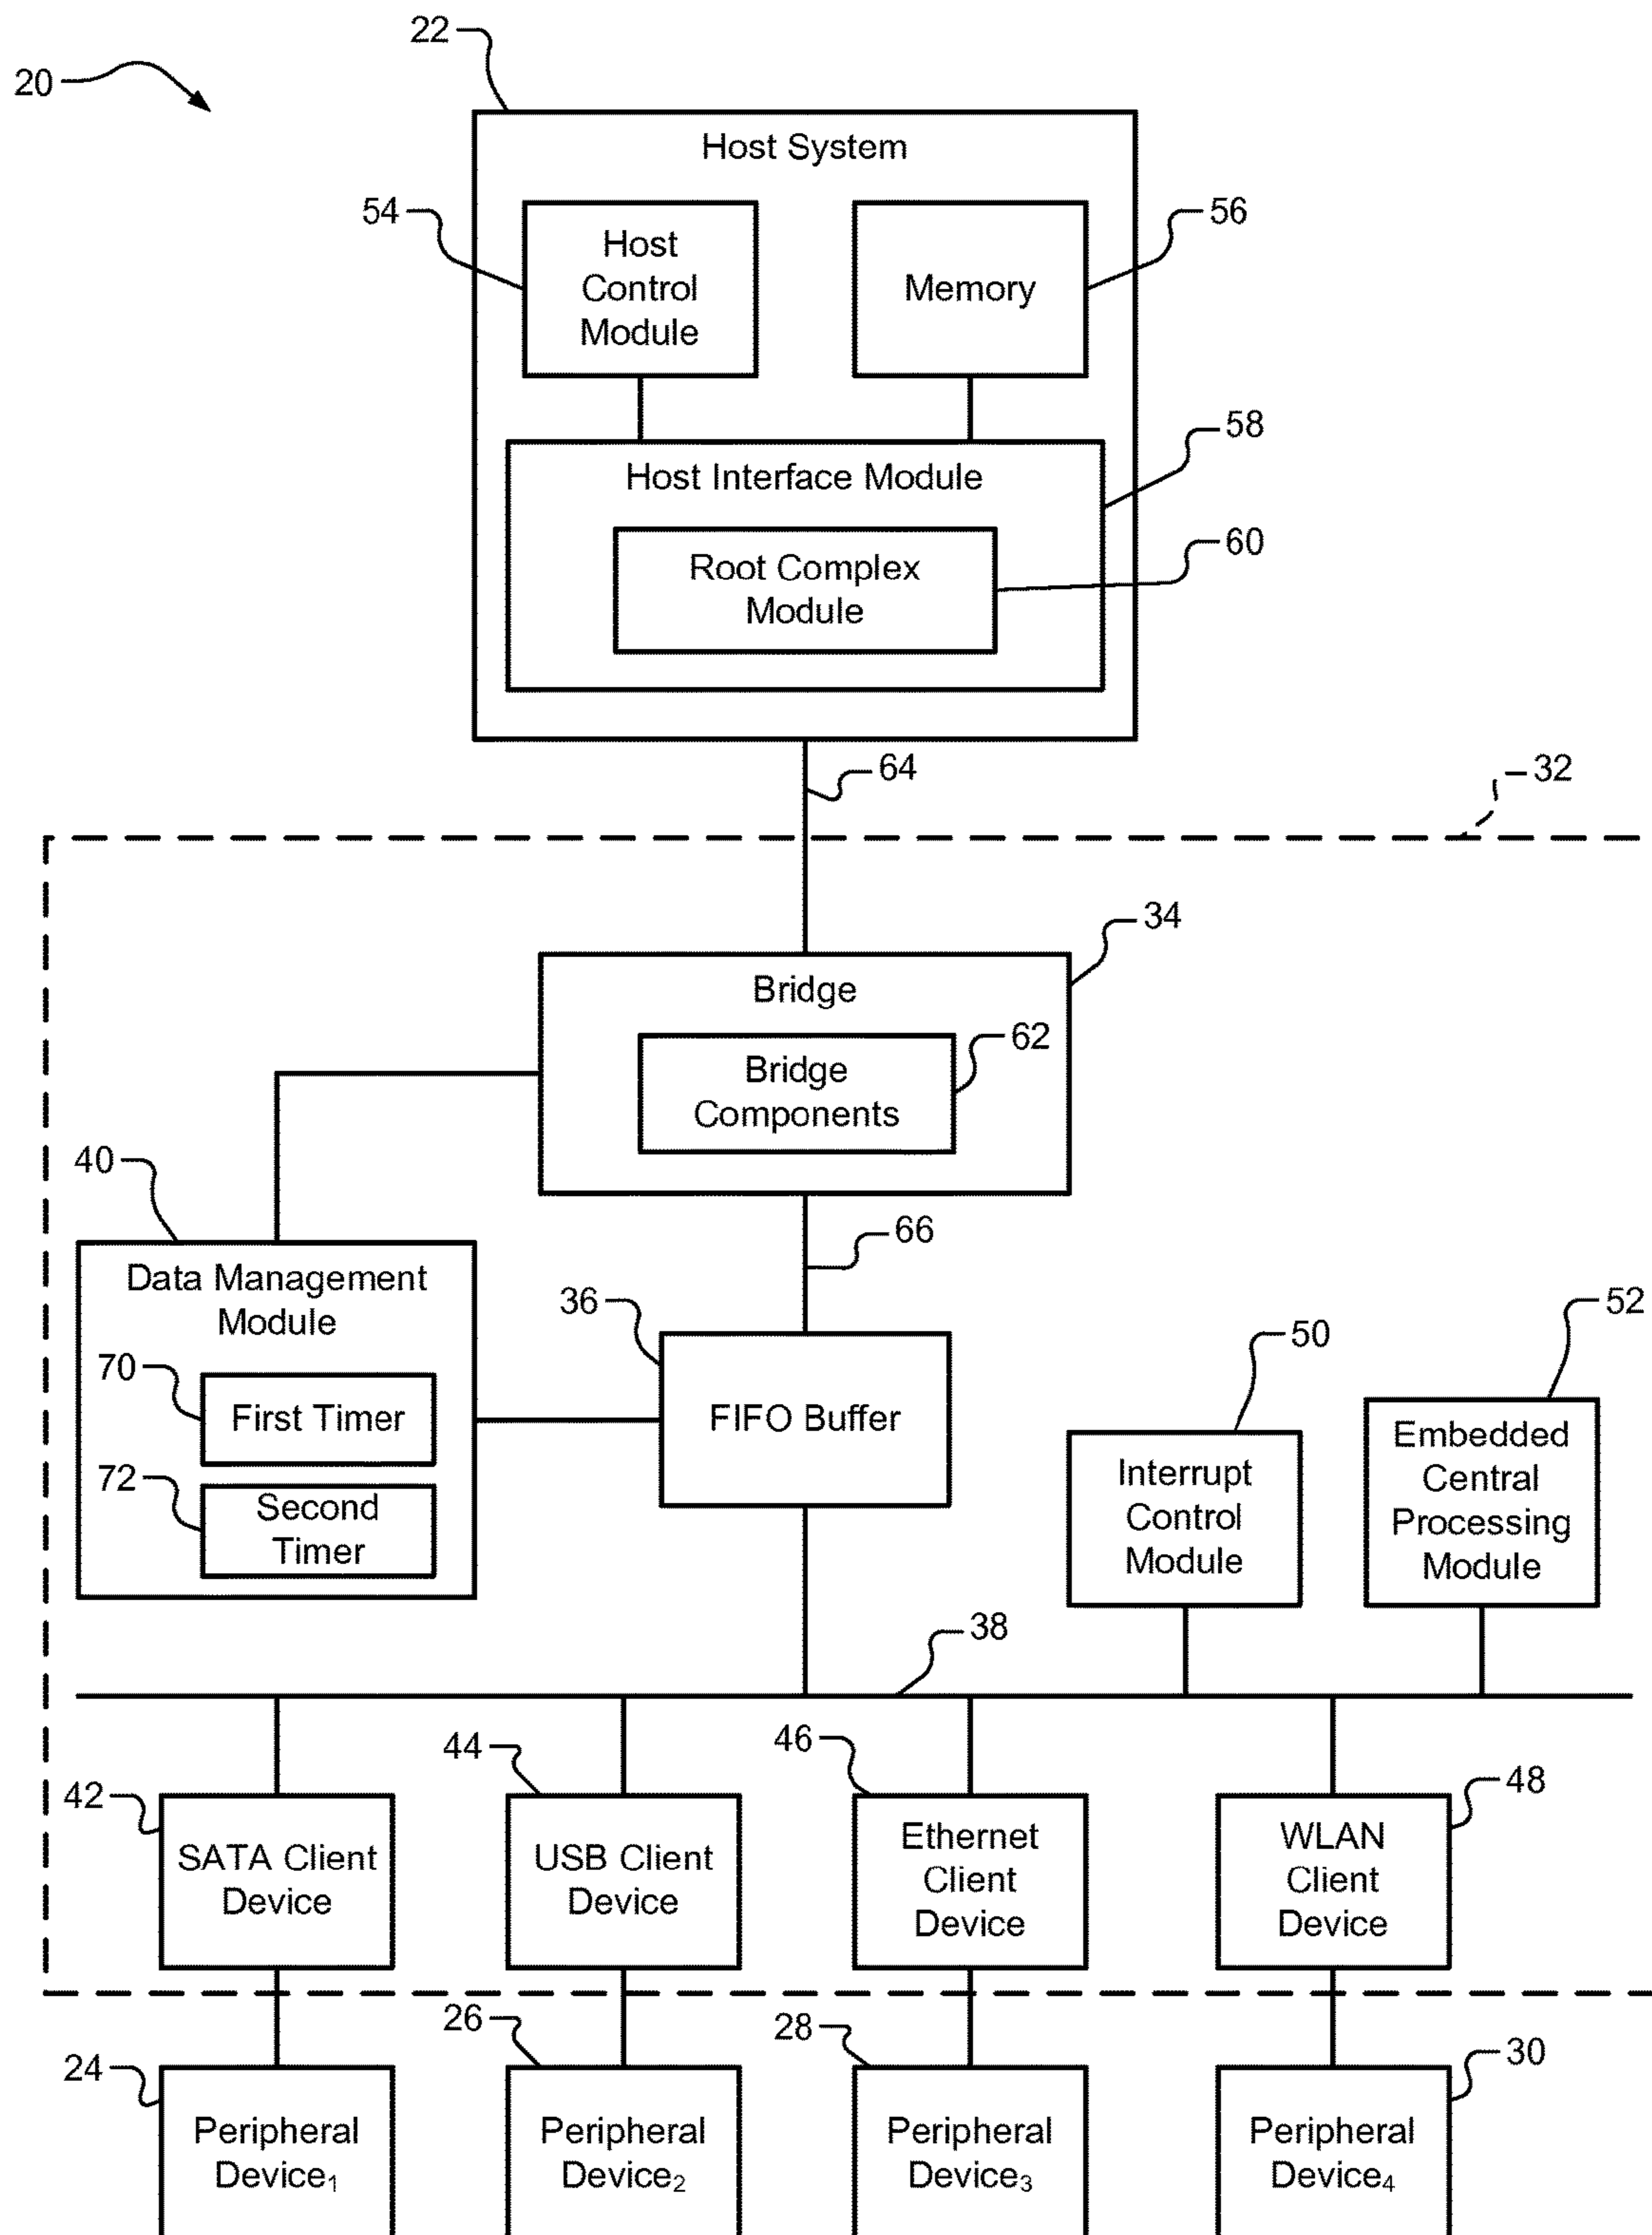 22
20
Host System
54
Host
Control
Module
Memory
56
58
Host Interface Module
60
Root Complex
Module
64
32
34
Bridge
62
Bridge
Components
40
Data Management
Module
66
36
FIFO Buffer
70
First Timer
72
Second
Timer
50
Interrupt
Control
Module
52
Embedded
Central
Processing
Module
38
42
SATA Client
Device
44
USB Client
Device
46
Ethernet
Client
Device
48
WLAN
Client
Device
24
Peripheral
Device1
26
Peripheral
Device2
28
Peripheral
Device3
30
Peripheral
Device4